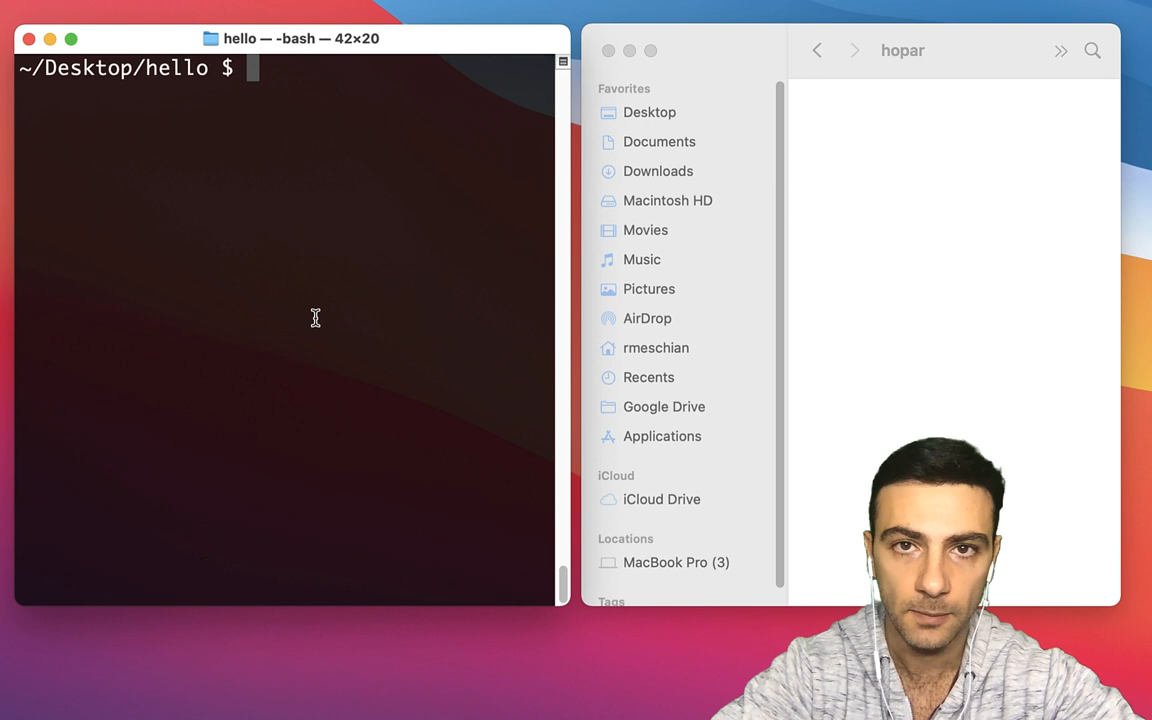 hello — -bash — 42×20
~/Desktop/hello $
hopar
Favorites
Desktop
Documents
Downloads
Macintosh HD
Movies
Music
Pictures
AirDrop
rmeschian
Recents
Google Drive
Applications
iCloud
iCloud Drive
Locations
MacBook Pro (3)
Tags